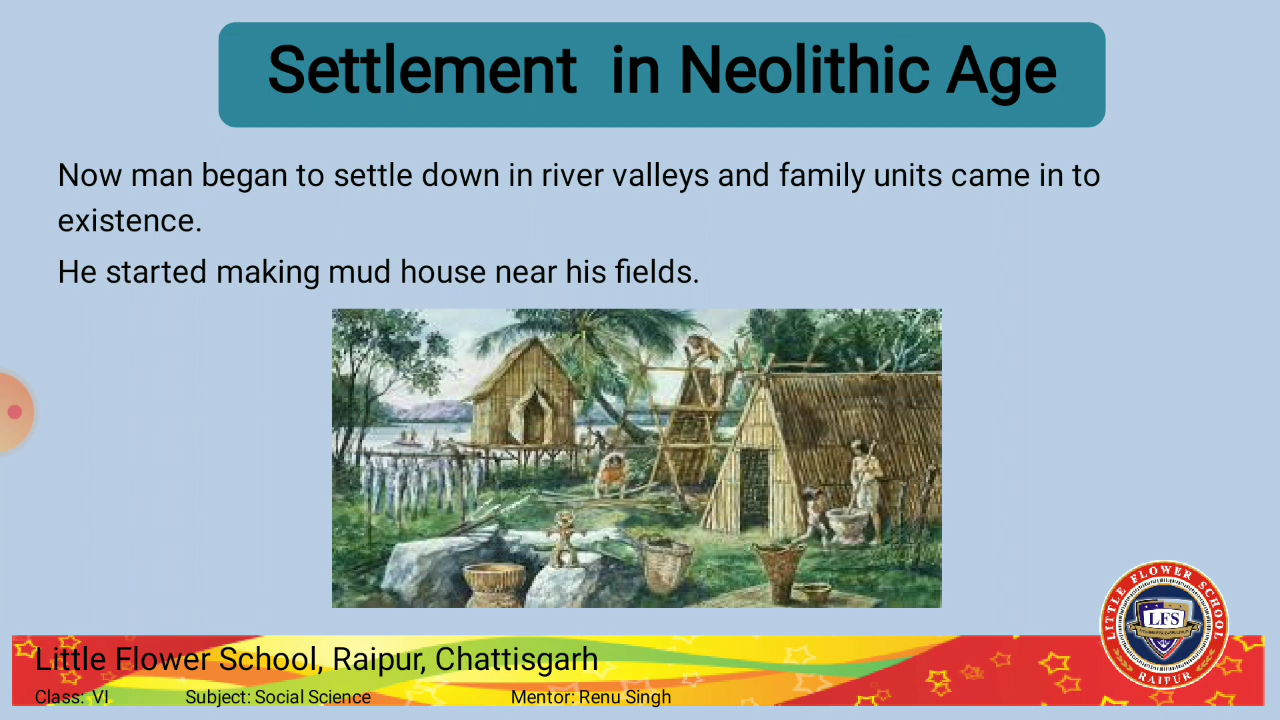 Settlement in Neolithic Age
Now man began to settle down in river valleys and family units came in to
existence.
He started making mud house near his fields.
Little Flower School, Raipur, Chattisgarh
Class: VI Subject: Social Science Mentor: Renu Singh
LITTLE FLOWER SCHOOL
LFS
RAIPUR